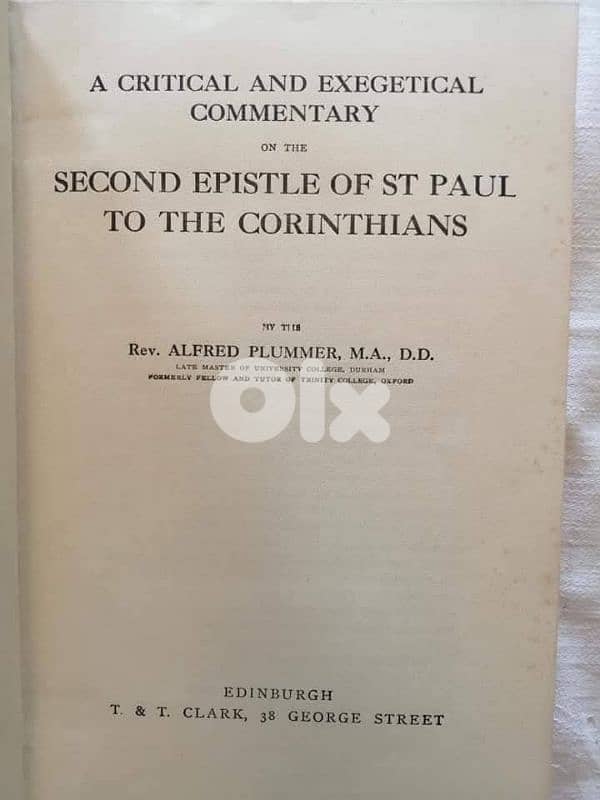 A CRITICAL AND EXEGETICAL
COMMENTARY
ON THE
SECOND EPISTLE OF ST PAUL
TO THE CORINTHIANS
BY THE
Rev. ALFRED PLUMMER, M.A., D.D.
LATE MASTER OF UNIVERSITY COLLEGE, DURHAM
FORMERLY FELLOW AND TUTOR OF TRINITY COLLEGE, OXFORD
olx
EDINBURGH
T. & T. CLARK, 38 GEORGE STREET